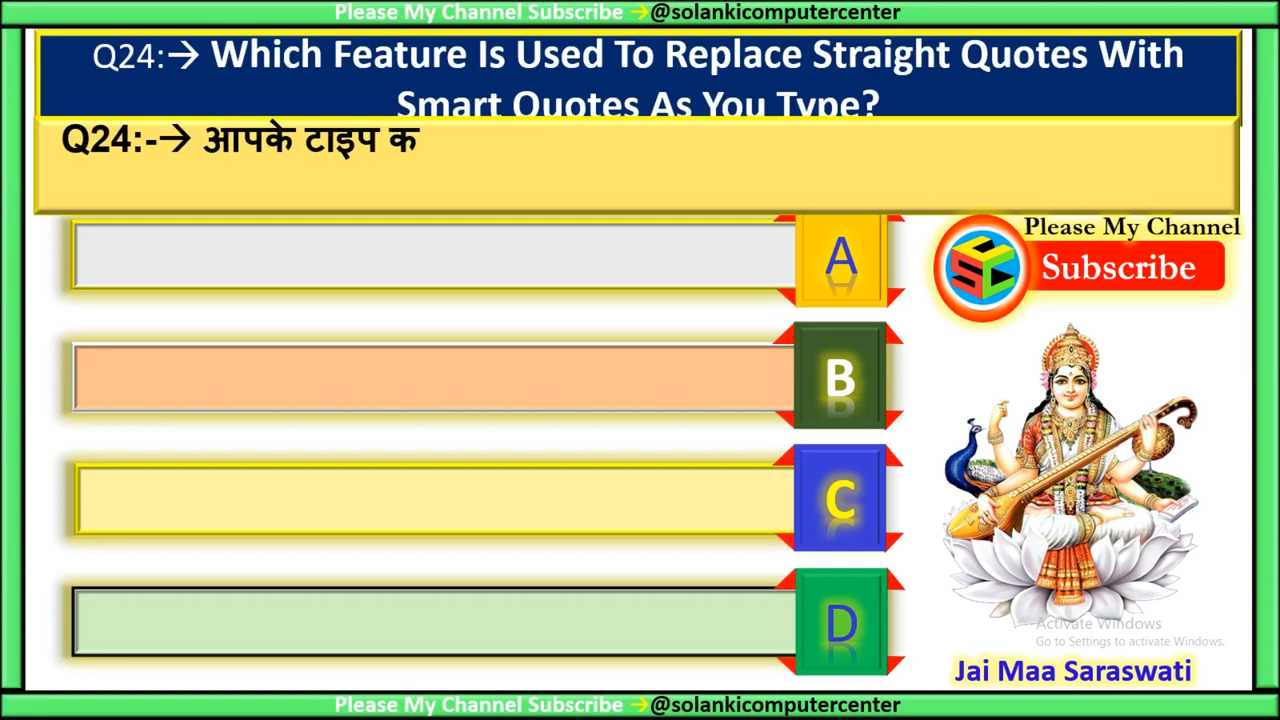 Please My Channel Subscribe →@solankicomputercenter
Q24:→ Which Feature Is Used To Replace Straight Quotes With
Smart Quotes As You Type?
Q24:-→ आपके टाइप क
A
B
C
D
Please My Channel
Subscribe
SCC
Activate Windows
Go to Settings to activate Windows.
Jai Maa Saraswati
Please My Channel Subscribe →@solankicomputercenter